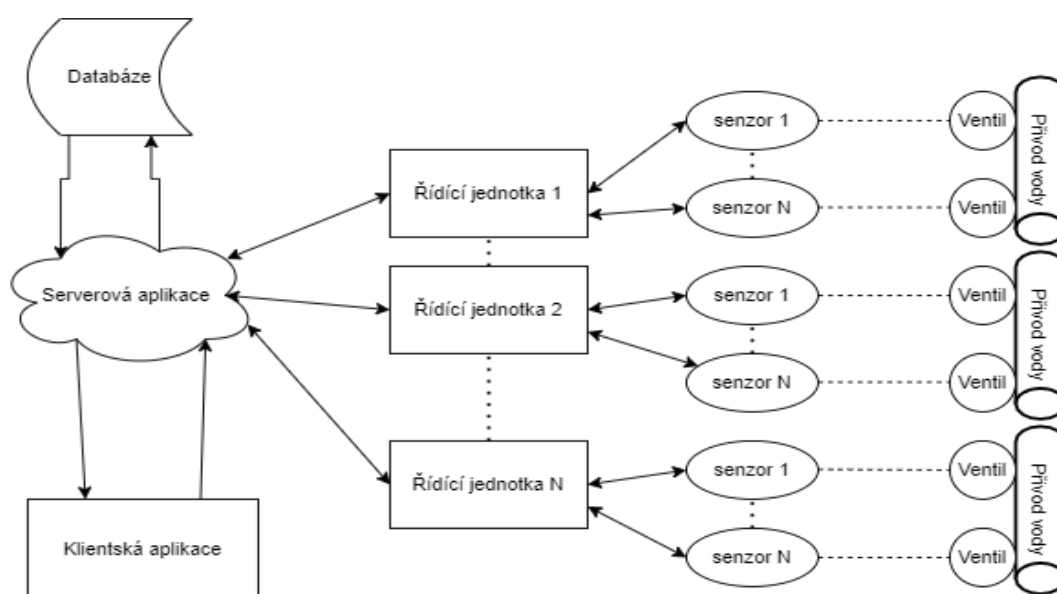 Databáze
Serverová aplikace
Klientská aplikace
Řídící jednotka 1
Řídící jednotka 2
Řídící jednotka N
senzor 1
Ventil
senzor N
Ventil
Přívod vody
senzor 1
Ventil
senzor N
Ventil
Přívod vody
senzor 1
Ventil
senzor N
Ventil
Přívod vody